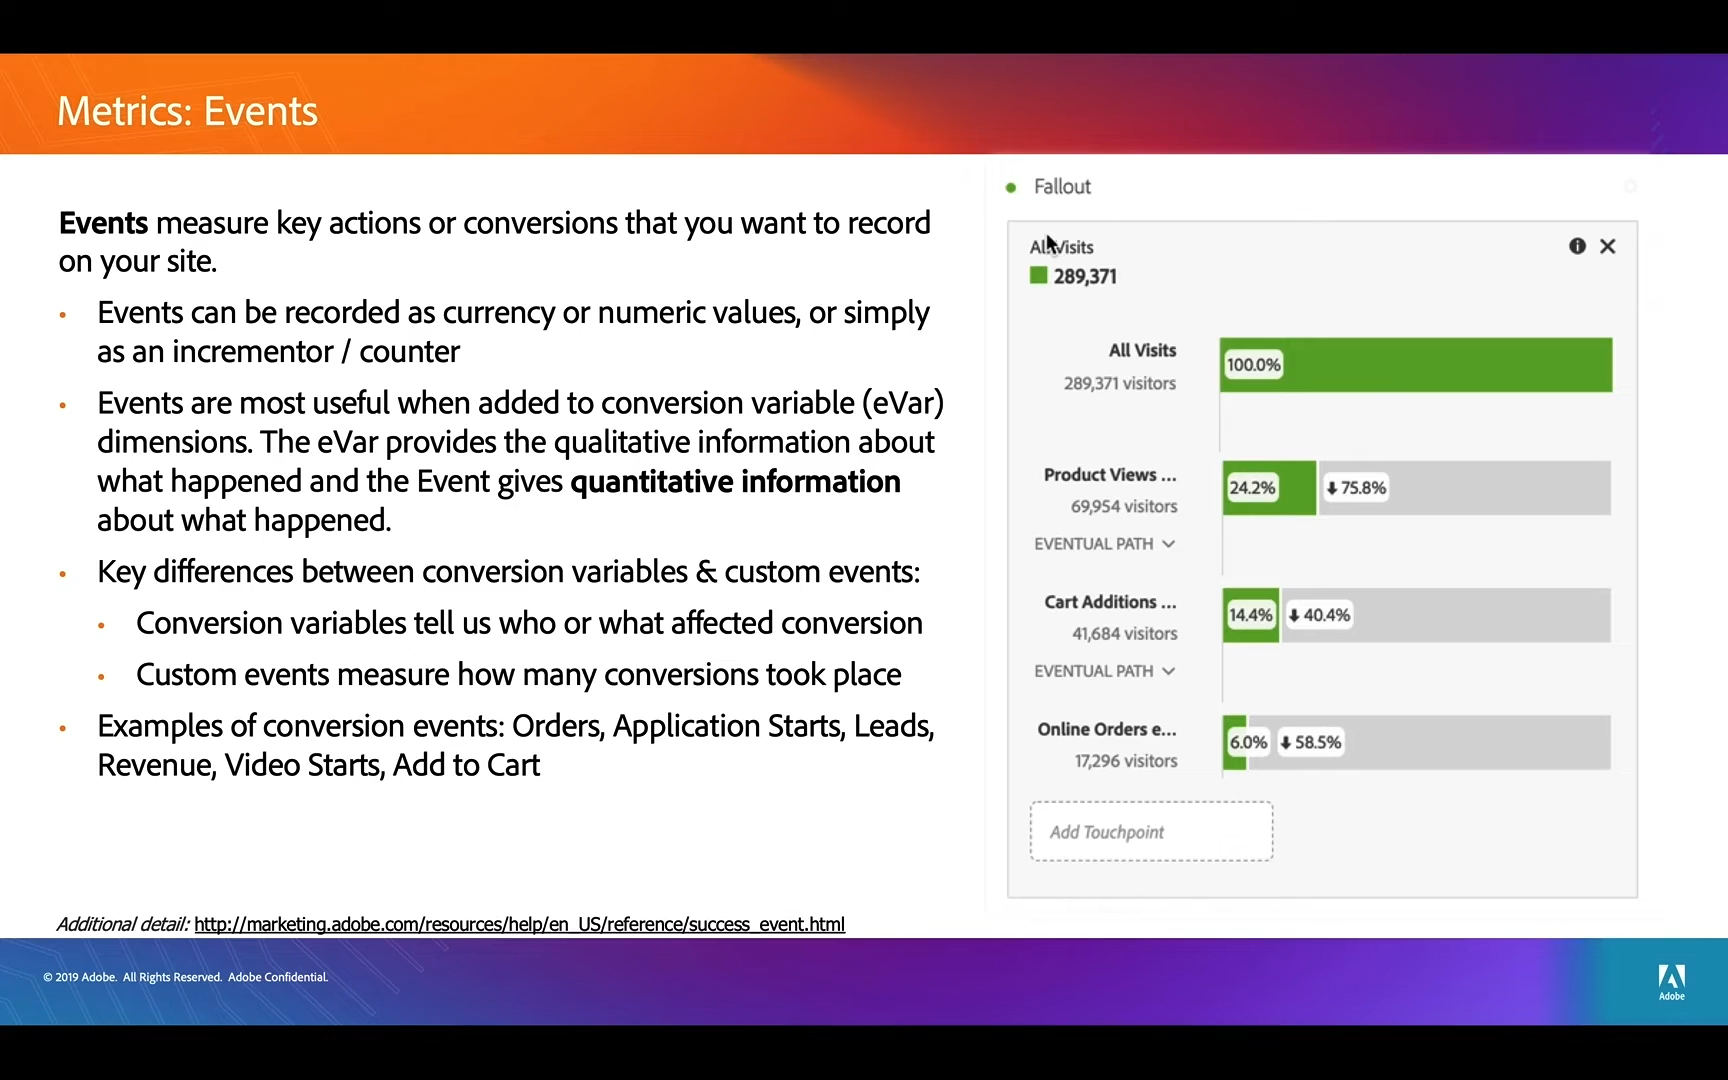 Metrics: Events
Events measure key actions or conversions that you want to record
on your site.
• Events can be recorded as currency or numeric values, or simply
as an incrementor / counter
• Events are most useful when added to conversion variable (eVar)
dimensions. The eVar provides the qualitative information about
what happened and the Event gives quantitative information
about what happened.
• Key differences between conversion variables & custom events:
• Conversion variables tell us who or what affected conversion
• Custom events measure how many conversions took place
• Examples of conversion events: Orders, Application Starts, Leads,
Revenue, Video Starts, Add to Cart
Additional detail: http://marketing.adobe.com/resources/help/en_US/reference/success_event.html
Fallout
All Visits
289,371
All Visits
289,371 visitors
100.0%
Product Views ...
69,954 visitors
24.2% 75.8%
EVENTUAL PATH
Cart Additions ...
41,684 visitors
14.4% 40.4%
EVENTUAL PATH
Online Orders e...
17,296 visitors
6.0% 58.5%
Add Touchpoint
© 2019 Adobe. All Rights Reserved. Adobe Confidential.
Adobe